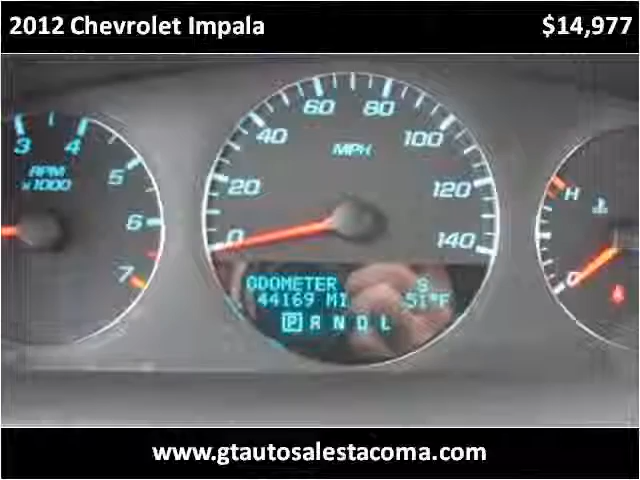 2012 Chevrolet Impala $14,977
3 4 5 6 7
RPM
x1000
0 20 40 60 80 100 120 140
MPH
H
C
ODOMETER S
44169 MI 51°F
P R N D L
www.gtautosalestacoma.com